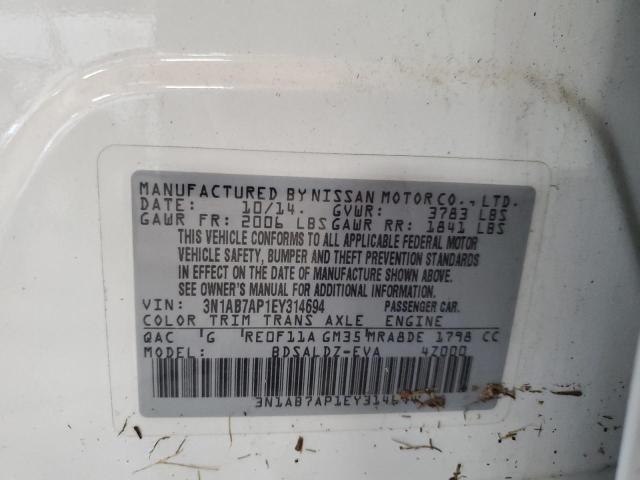 MANUFACTURED BY NISSAN MOTOR CO., LTD.
10/14. GVWR: 3783 LBS
GAWR FR: 2006 LBS GAWR RR: 1841 LBS
THIS VEHICLE CONFORMS TO ALL APPLICABLE FEDERAL MOTOR
VEHICLE SAFETY, BUMPER AND THEFT PREVENTION STANDARDS
IN EFFECT ON THE DATE OF MANUFACTURE SHOWN ABOVE.
SEE OWNER'S MANUAL FOR ADDITIONAL INFORMATION.
VIN: 3N1AB7AP1EY314694 PASSENGER CAR.
COLOR TRIM TRANS AXLE ENGINE
QAC G RE0F11A GM35 MRA8DE 1798 CC
MODEL: BDSALDZ-EVA 4Z000
3N1AB7AP1EY3146